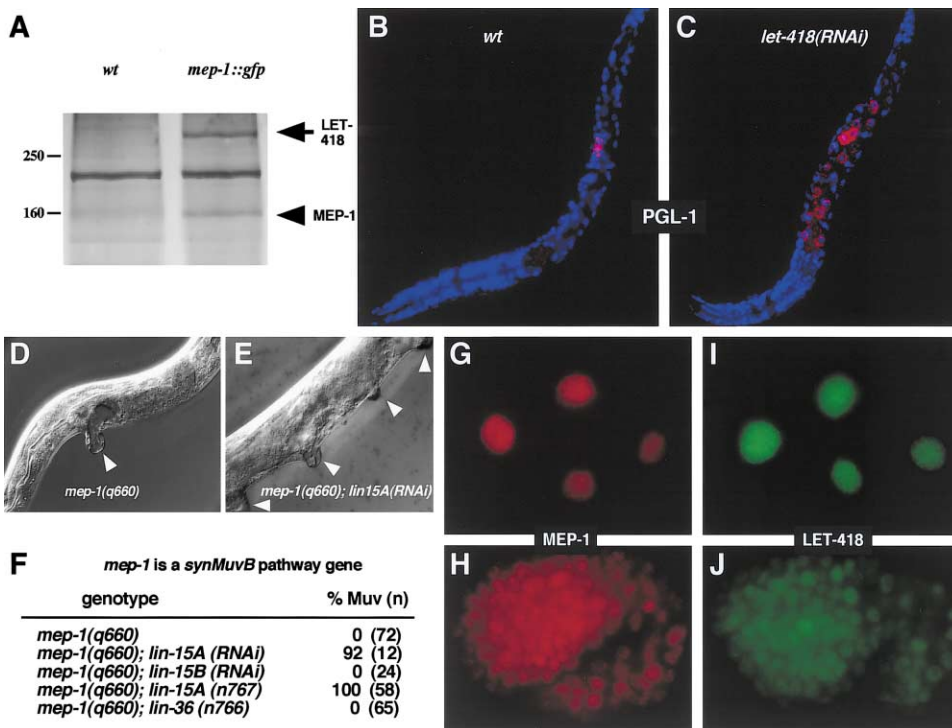 A
wt
mep-1::gfp
LET-
418
250
160
MEP-1
B
wt
C
let-418(RNAi)
PGL-1
D
mep-1(q660)
E
mep-1(q660); lin15A(RNAi)
F
mep-1 is a synMuvB pathway gene
genotype % Muv (n)
mep-1(q660) 0 (72)
mep-1(q660); lin-15A (RNAi) 92 (12)
mep-1(q660); lin-15B (RNAi) 0 (24)
mep-1(q660); lin-15A (n767) 100 (58)
mep-1(q660); lin-36 (n766) 0 (65)
G
I
MEP-1
LET-418
H
J